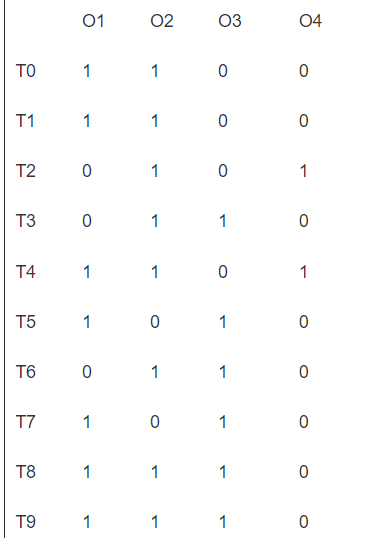 O1 O2 O3 O4
T0 1 1 0 0
T1 1 1 0 0
T2 0 1 0 1
T3 0 1 1 0
T4 1 1 0 1
T5 1 0 1 0
T6 0 1 1 0
T7 1 0 1 0
T8 1 1 1 0
T9 1 1 1 0